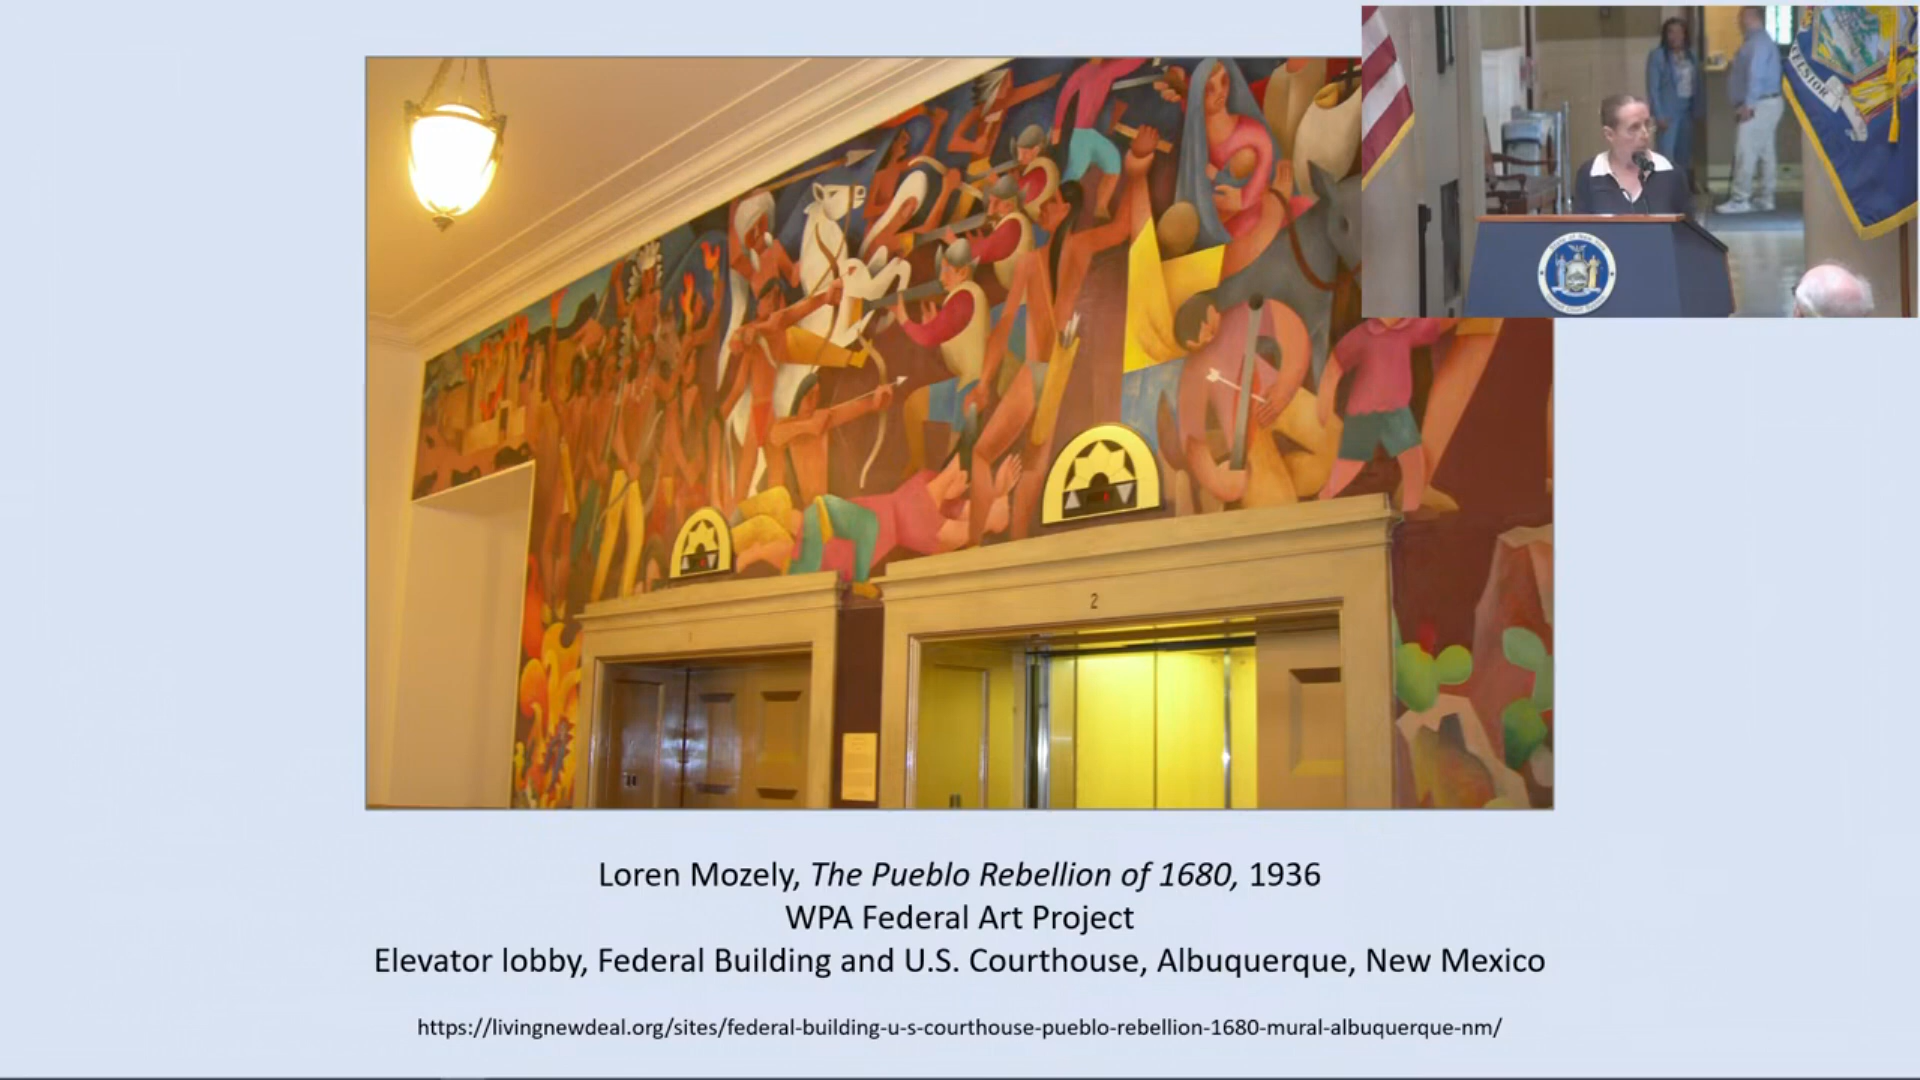 ELSIOR
2
Loren Mozely, The Pueblo Rebellion of 1680, 1936
WPA Federal Art Project
Elevator lobby, Federal Building and U.S. Courthouse, Albuquerque, New Mexico
https://livingnewdeal.org/sites/federal-building-u-s-courthouse-pueblo-rebellion-1680-mural-albuquerque-nm/